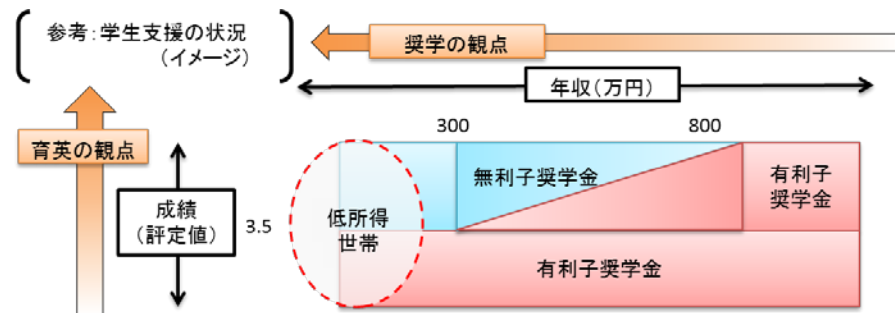 参考：学生支援の状況
（イメージ）
奨学の観点
年収（万円）
300
800
育英の観点
成績
（評定値）
3.5
低所得
世帯
無利子奨学金
有利子
奨学金
有利子奨学金